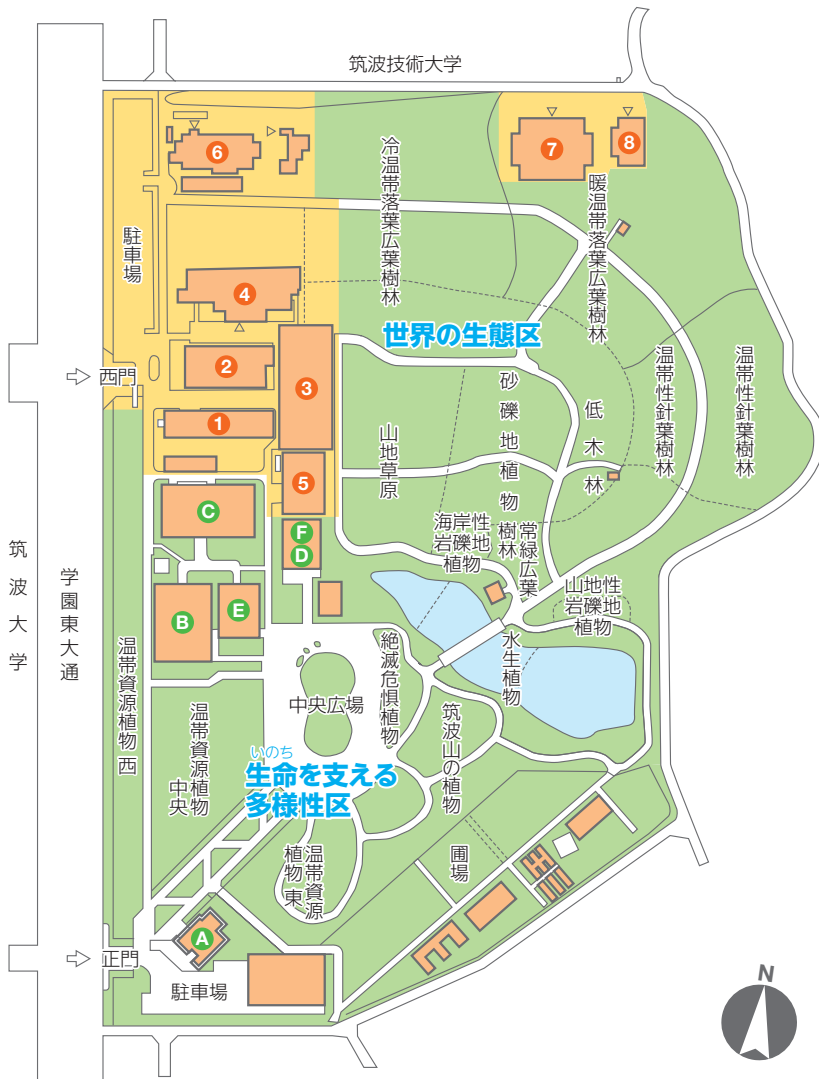 筑波技術大学
6
7
8
冷温帯落葉広葉樹林
暖温帯落葉広葉樹林
駐車場
4
世界の生態区
2
3
西門
砂礫地植物
低木林
温帯性針葉樹林
温帯性針葉樹林
1
山地草原
5
C
F
D
海岸性
岩礫地
植物
常緑広葉
樹林
山地性
岩礫地
植物
筑波大学
学園東大通
B
E
水生植物
絶滅危惧植物
温帯資源植物西
中央広場
温帯資源植物
中央
筑波山の植物
いのち
生命を支える
多様性区
温帯資源
植物東
圃場
A
正門
駐車場
N